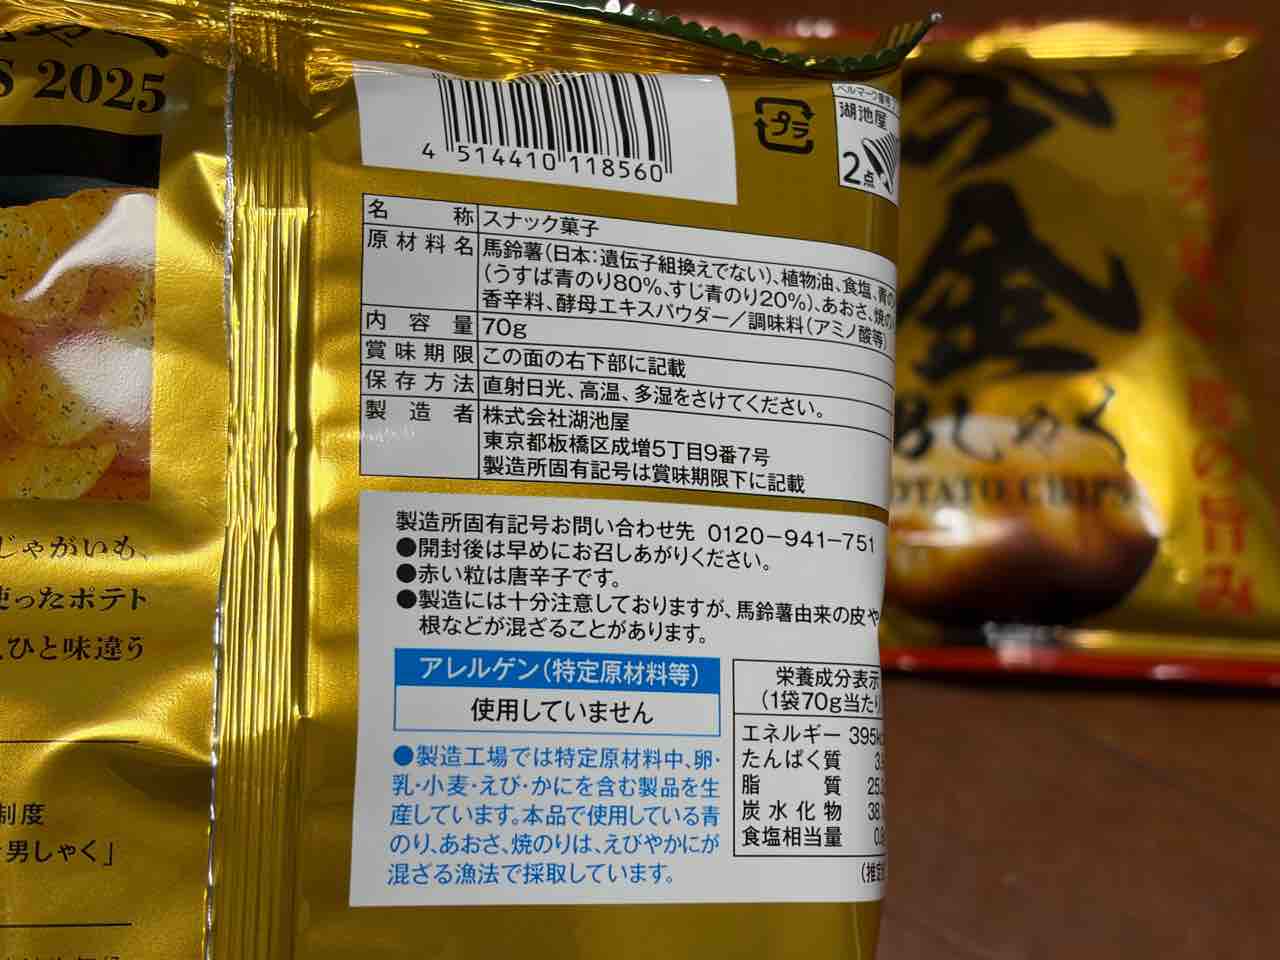 S 2025
じゃがいも、
使ったポテト
ひと味違う
制度
男しゃく」
4 514410 118560
プラ
ベルマーク
湖池屋
2点
名称 スナック菓子
原材料名 馬鈴薯(日本:遺伝子組換えでない)、植物油、食塩、青の
(うすば青のり80%、すじ青のり20%)、あおさ、焼の
香辛料、酵母エキスパウダー/調味料(アミノ酸等)
内容量 70g
賞味期限 この面の右下部に記載
保存方法 直射日光、高温、多湿をさけてください。
製造者 株式会社湖池屋
東京都板橋区成増5丁目9番7号
製造所固有記号は賞味期限下に記載
製造所固有記号お問い合わせ先 0120-941-751
●開封後は早めにお召しあがりください。
●赤い粒は唐辛子です。
●製造には十分注意しておりますが、馬鈴薯由来の皮や
根などが混ざることがあります。
アレルゲン(特定原材料等)
使用していません
●製造工場では特定原材料中、卵・
乳・小麦・えび・かにを含む製品を生
産しています。本品で使用している青
のり、あおさ、焼のりは、えびやかにが
混ざる漁法で採取しています。
栄養成分表示
(1袋70g当たり
エネルギー 395k
たんぱく質 3.
脂質 25.
炭水化物 38.
食塩相当量 0.
(推定
金
男しゃく
POTATO CHIPS
の旨み